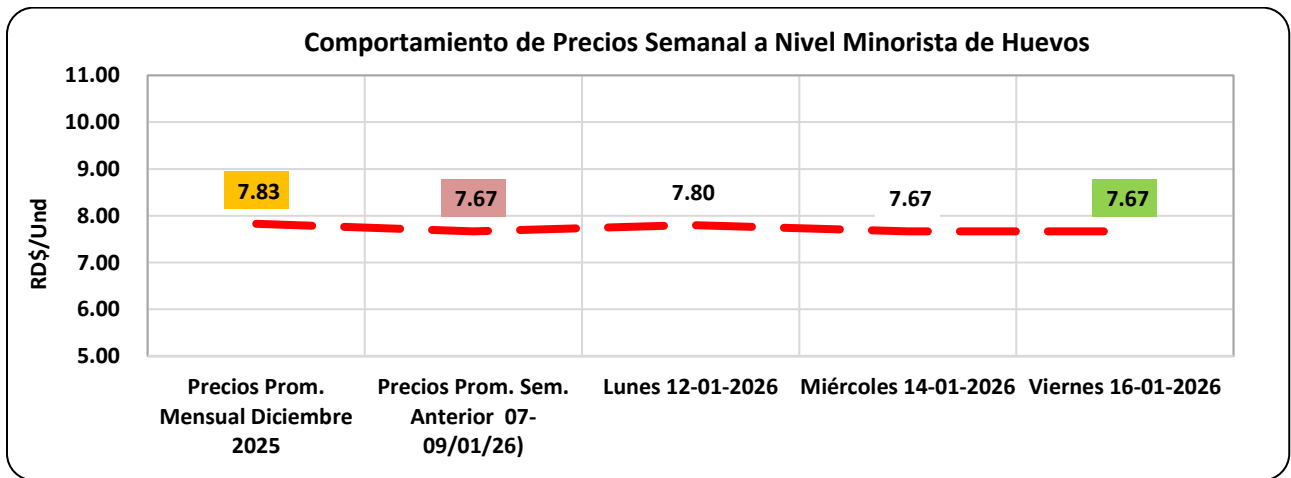 Comportamiento de Precios Semanal a Nivel Minorista de Huevos
11.00
10.00
9.00
8.00
7.00
6.00
5.00
RD$/Und
7.83
7.67
7.80
7.67
7.67
Precios Prom.
Mensual Diciembre
2025
Precios Prom. Sem.
Anterior  07-
09/01/26)
Lunes 12-01-2026
Miércoles 14-01-2026
Viernes 16-01-2026